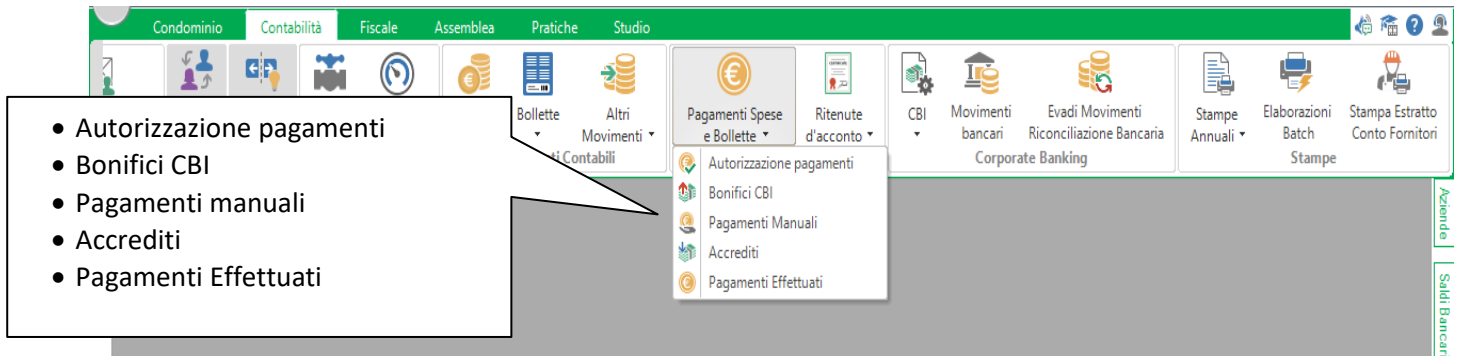 Condominio Contabilità Fiscale Assemblea Pratiche Studio
Bollette
Altri
Movimenti
Pagamenti Spese
e Bollette
Ritenute
d'acconto
CBI
Movimenti
bancari
Evadi Movimenti
Riconciliazione Bancaria
Stampe
Annuali
Elaborazioni
Batch
Stampa Estratto
Conto Fornitori
Contabili
Corporate Banking
Stampe
• Autorizzazione pagamenti
• Bonifici CBI
• Pagamenti manuali
• Accrediti
• Pagamenti Effettuati
Autorizzazione pagamenti
Bonifici CBI
Pagamenti Manuali
Accrediti
Pagamenti Effettuati
Aziende
Saldi Bancari